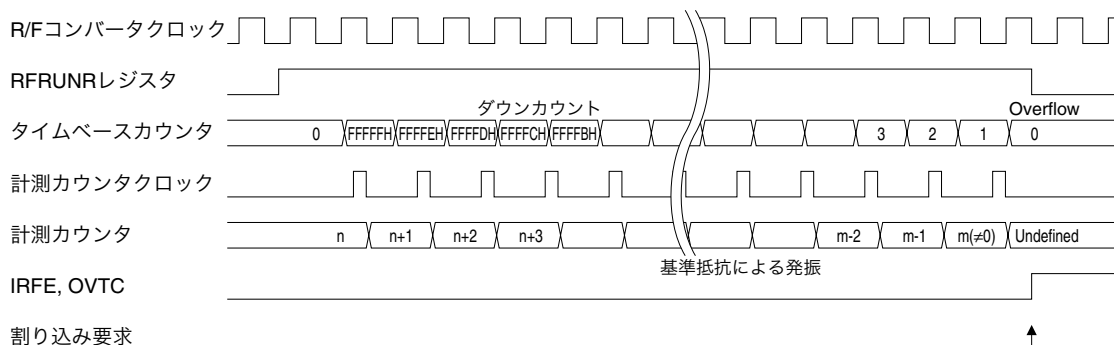 R/Fコンバータクロック
RFRUNRレジスタ
ダウンカウント
Overflow
タイムベースカウンタ 0 FFFFFH FFFFEH FFFFDH FFFFCH FFFFBH 3 2 1 0
計測カウンタクロック
計測カウンタ n n+1 n+2 n+3 m-2 m-1 m(≠0) Undefined
基準抵抗による発振
IRFE, OVTC
割り込み要求